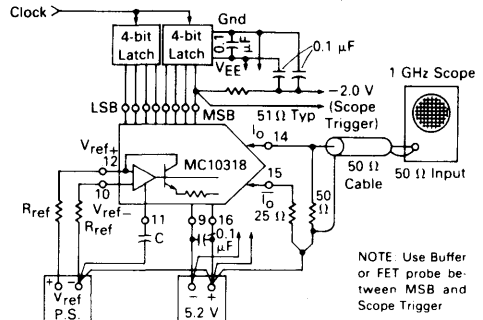 Clock
4-bit Latch
4-bit Latch
Gnd
0.1 µF
VEE
0.1 µF
1 GHz Scope
LSB
MSB
51Ω Typ
−2.0 V
(Scope Trigger)
Vref+
12
MC10318
Io 14
15
Io
50 Ω Cable
50 Ω Input
10
Vref−
Rref
Rref
11
C
9
16
0.1 µF
25 Ω
50 Ω
+ −
Vref P.S.
− +
5.2 V
NOTE: Use Buffer
or FET probe be-
tween MSB and
Scope Trigger